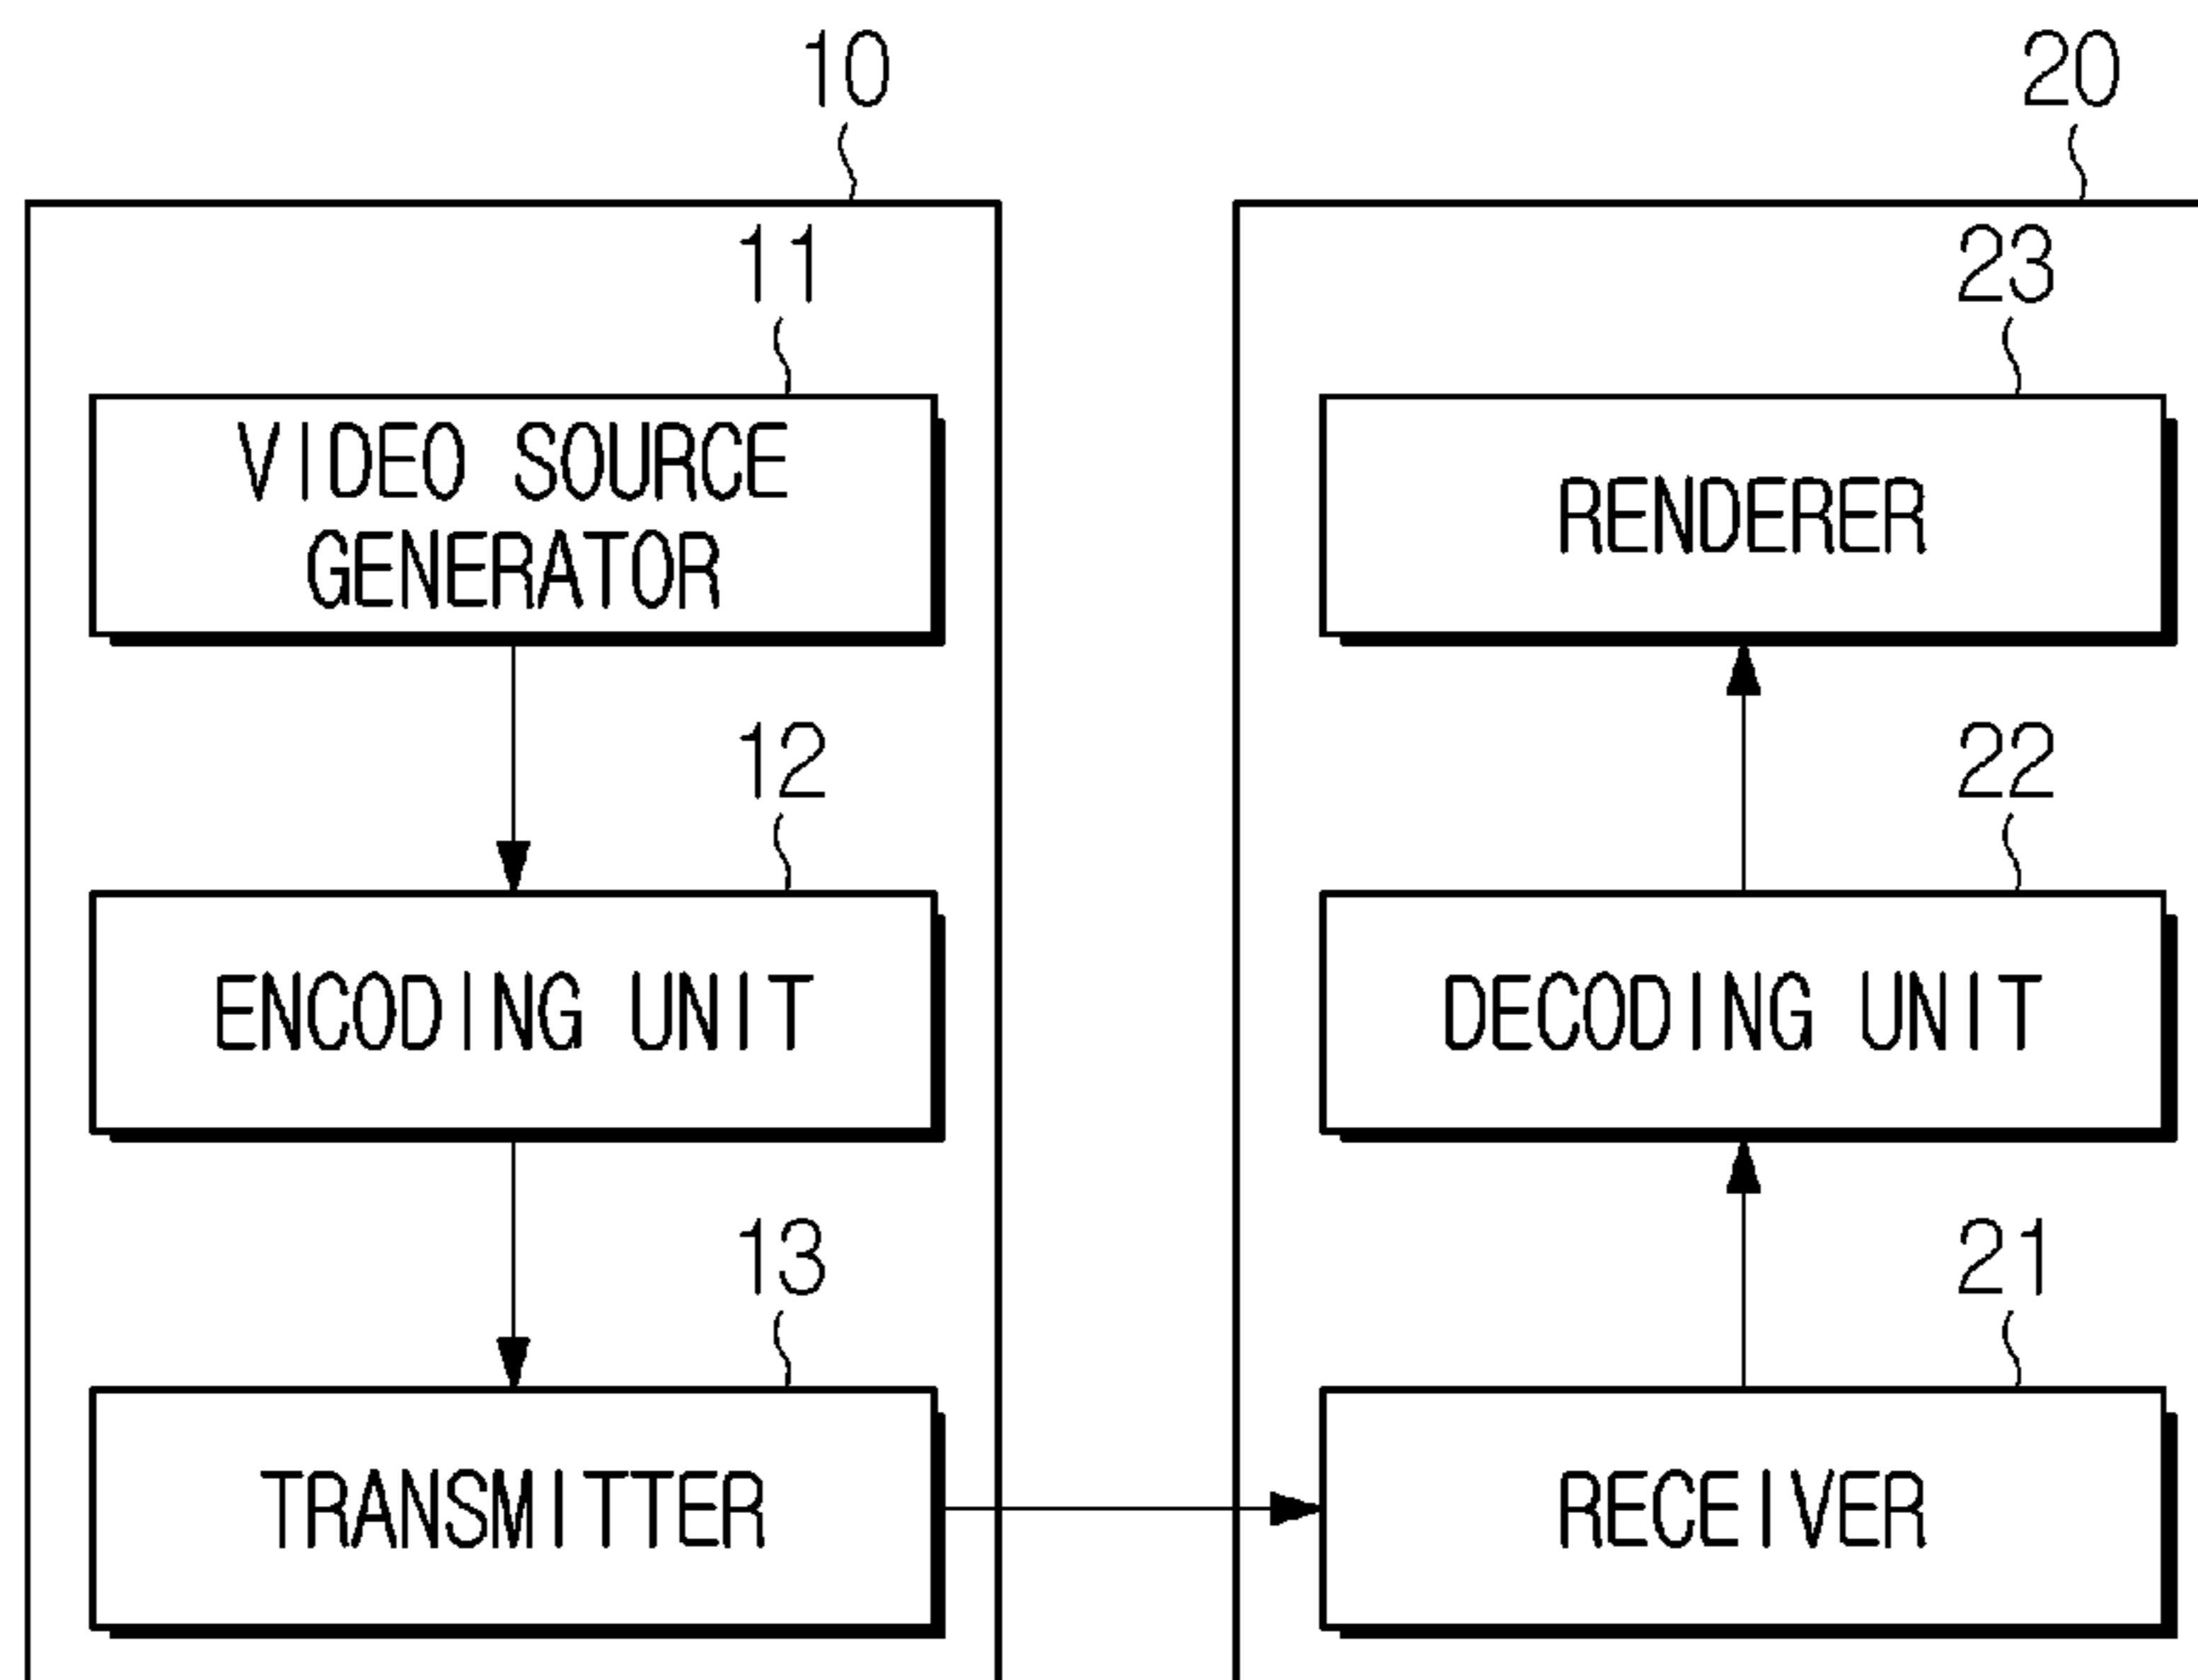 10
11
VIDEO SOURCE
GENERATOR
12
ENCODING UNIT
13
TRANSMITTER
20
23
RENDERER
22
DECODING UNIT
21
RECEIVER